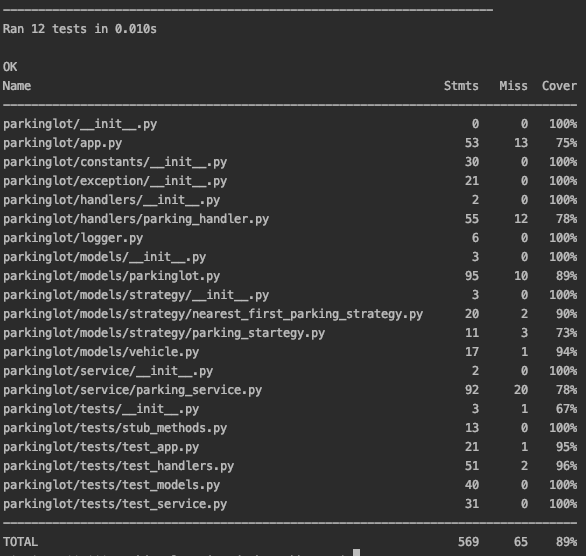 Ran 12 tests in 0.010s
OK
Name Stmts Miss Cover
parkinglot/__init__.py 0 0 100%
parkinglot/app.py 53 13 75%
parkinglot/constants/__init__.py 30 0 100%
parkinglot/exception/__init__.py 21 0 100%
parkinglot/handlers/__init__.py 2 0 100%
parkinglot/handlers/parking_handler.py 55 12 78%
parkinglot/logger.py 6 0 100%
parkinglot/models/__init__.py 3 0 100%
parkinglot/models/parkinglot.py 95 10 89%
parkinglot/models/strategy/__init__.py 3 0 100%
parkinglot/models/strategy/nearest_first_parking_strategy.py 20 2 90%
parkinglot/models/strategy/parking_startegy.py 11 3 73%
parkinglot/models/vehicle.py 17 1 94%
parkinglot/service/__init__.py 2 0 100%
parkinglot/service/parking_service.py 92 20 78%
parkinglot/tests/__init__.py 3 1 67%
parkinglot/tests/stub_methods.py 13 0 100%
parkinglot/tests/test_app.py 21 1 95%
parkinglot/tests/test_handlers.py 51 2 96%
parkinglot/tests/test_models.py 40 0 100%
parkinglot/tests/test_service.py 31 0 100%
TOTAL 569 65 89%